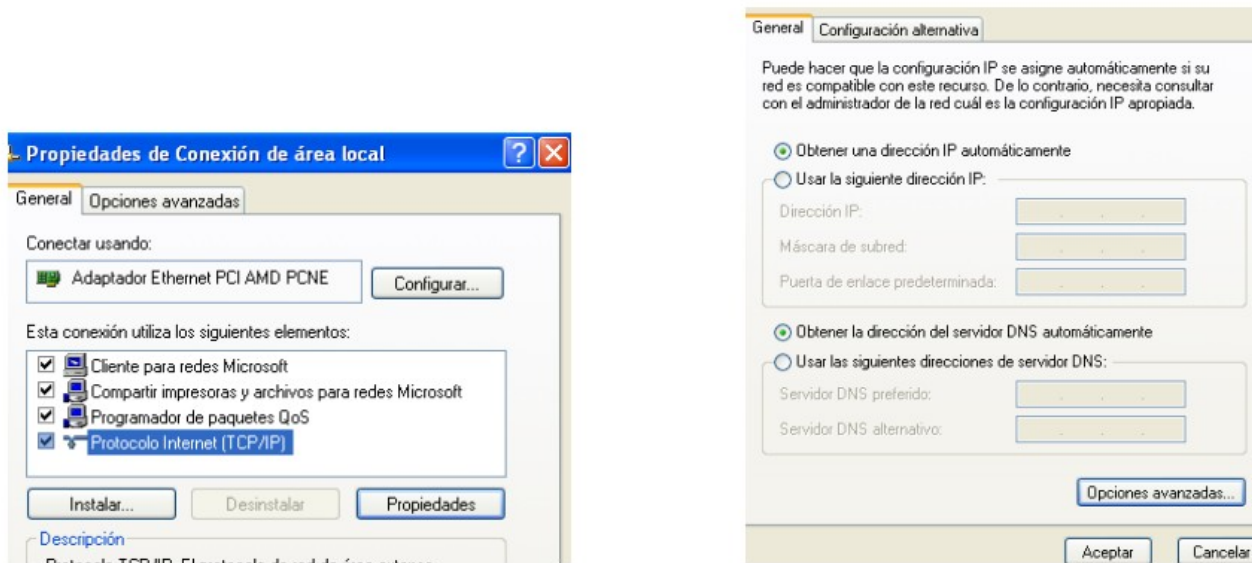 Propiedades de Conexión de área local
General Opciones avanzadas
Conectar usando:
Adaptador Ethernet PCI AMD PCNE
Configurar...
Esta conexión utiliza los siguientes elementos:
Cliente para redes Microsoft
Compartir impresoras y archivos para redes Microsoft
Programador de paquetes QoS
Protocolo Internet (TCP/IP)
Instalar... Desinstalar Propiedades
Descripción
General Configuración alternativa
Puede hacer que la configuración IP se asigne automáticamente si su
red es compatible con este recurso. De lo contrario, necesita consultar
con el administrador de la red cuál es la configuración IP apropiada.
Obtener una dirección IP automáticamente
Usar la siguiente dirección IP:
Dirección IP:
Máscara de subred:
Puerta de enlace predeterminada:
Obtener la dirección del servidor DNS automáticamente
Usar las siguientes direcciones de servidor DNS:
Servidor DNS preferido:
Servidor DNS alternativo:
Opciones avanzadas...
Aceptar Cancelar